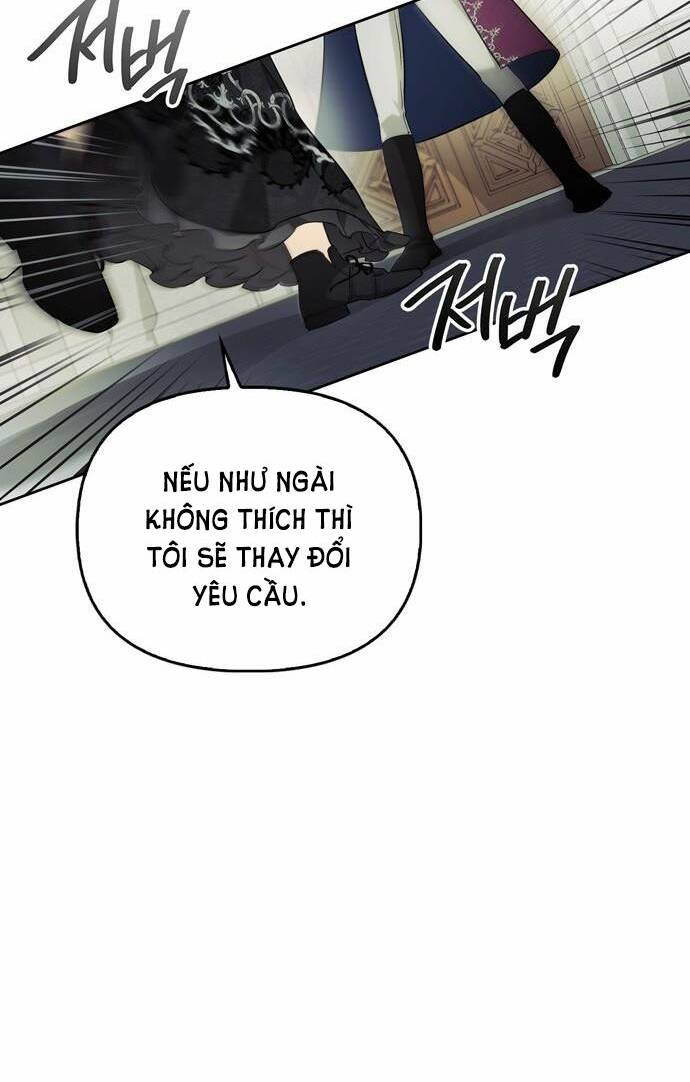 저벅
저벅
NẾU NHƯ NGÀI
KHÔNG THÍCH THÌ
TÔI SẼ THAY ĐỔI
YÊU CẦU.